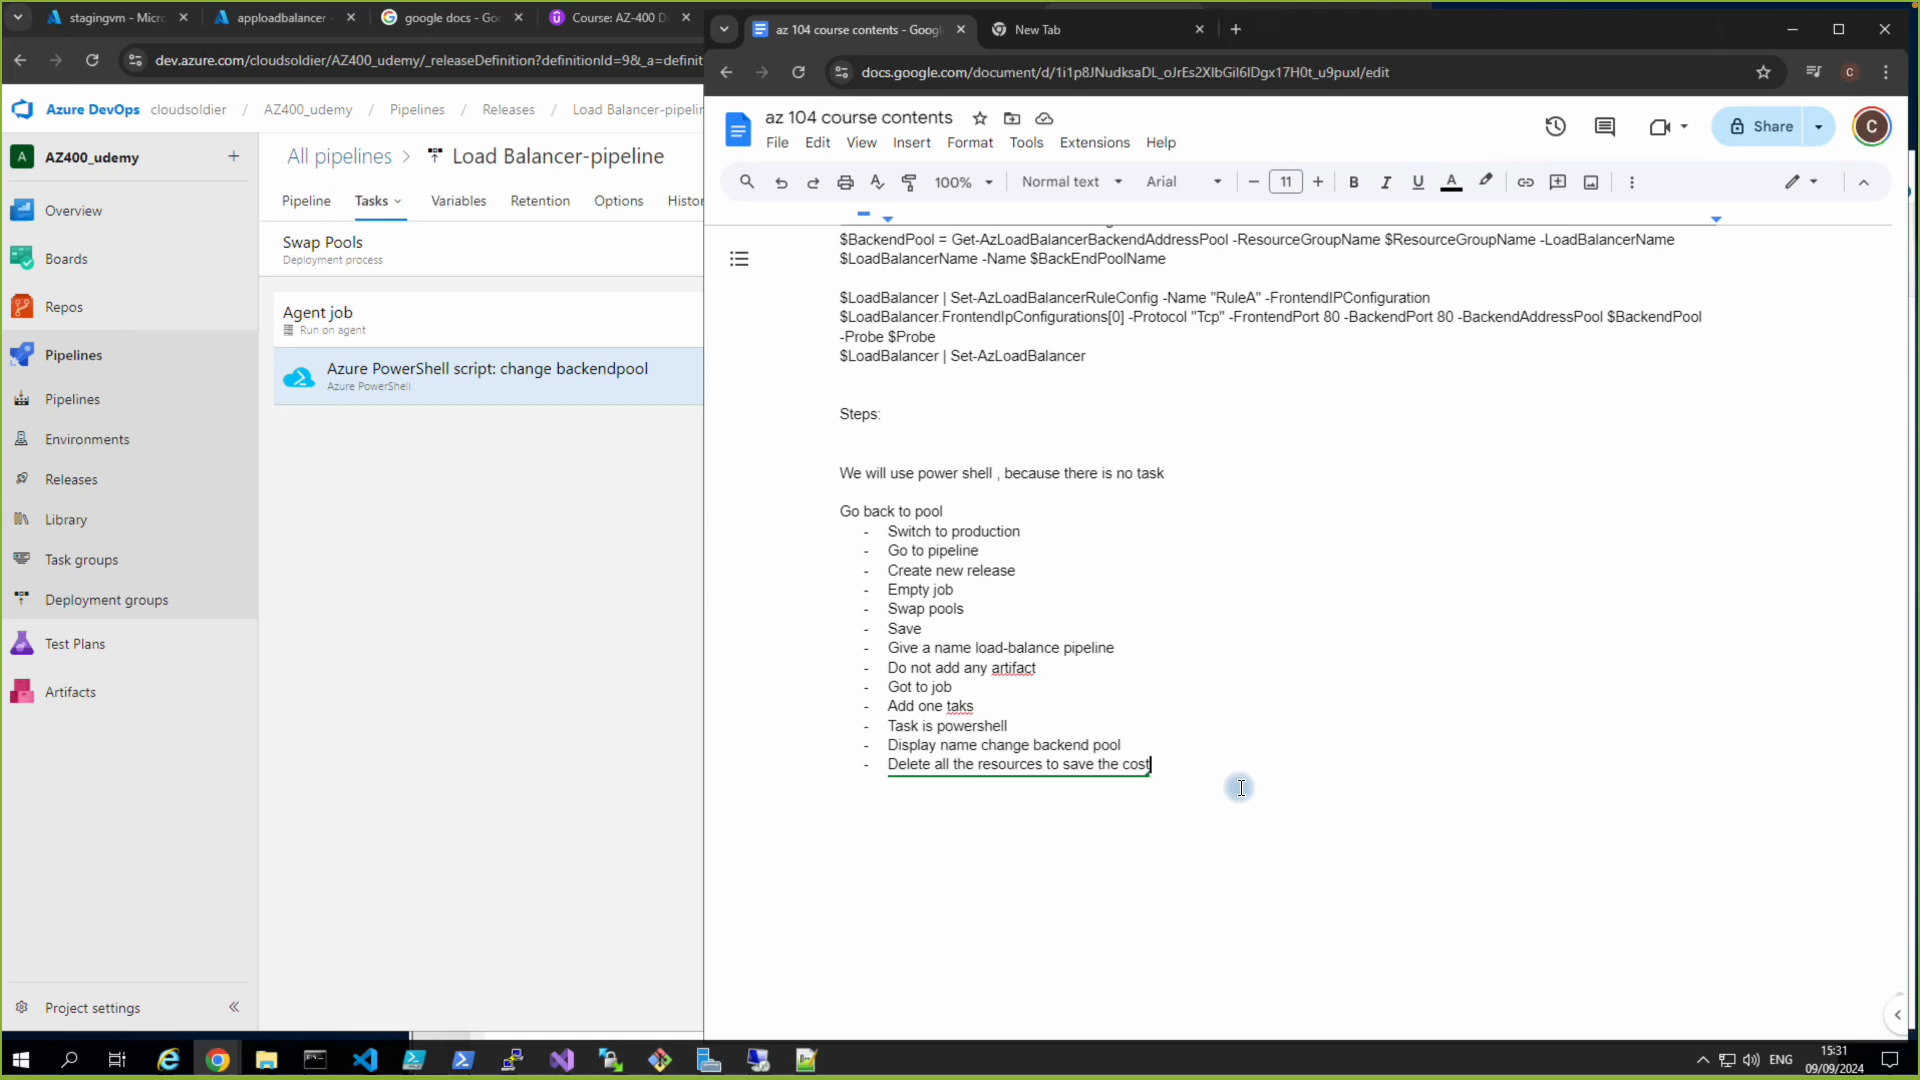 stagingvm - Micro
apploadbalancer
google docs - Goo
Course: AZ-400 D
dev.azure.com/cloudsoldier/AZ400_udemy/_releaseDefinition?definitionId=9&_a=definit
Azure DevOps cloudsoldier / AZ400_udemy / Pipelines / Releases / Load Balancer-pipelin
A AZ400_udemy +
Overview
Boards
Repos
Pipelines
Pipelines
Environments
Releases
Library
Task groups
Deployment groups
Test Plans
Artifacts
Project settings
All pipelines > Load Balancer-pipeline
Pipeline Tasks Variables Retention Options Histor
Swap Pools
Deployment process
Agent job
Run on agent
Azure PowerShell script: change backendpool
Azure PowerShell
az 104 course contents - Googl
New Tab
docs.google.com/document/d/1i1p8JNudksaDL_oJrEs2XIbGil6IDgx17H0t_u9puxI/edit
C
az 104 course contents
File Edit View Insert Format Tools Extensions Help
Share
C
100% Normal text Arial 11 B I U A
$BackendPool = Get-AzLoadBalancerBackendAddressPool -ResourceGroupName $ResourceGroupName -LoadBalancerName
$LoadBalancerName -Name $BackEndPoolName
$LoadBalancer | Set-AzLoadBalancerRuleConfig -Name "RuleA" -FrontendIPConfiguration
$LoadBalancer.FrontendIpConfigurations[0] -Protocol "Tcp" -FrontendPort 80 -BackendPort 80 -BackendAddressPool $BackendPool
-Probe $Probe
$LoadBalancer | Set-AzLoadBalancer
Steps:
We will use power shell , because there is no task
Go back to pool
- Switch to production
- Go to pipeline
- Create new release
- Empty job
- Swap pools
- Save
- Give a name load-balance pipeline
- Do not add any artifact
- Got to job
- Add one taks
- Task is powershell
- Display name change backend pool
- Delete all the resources to save the cost
ENG
15:31
09/09/2024